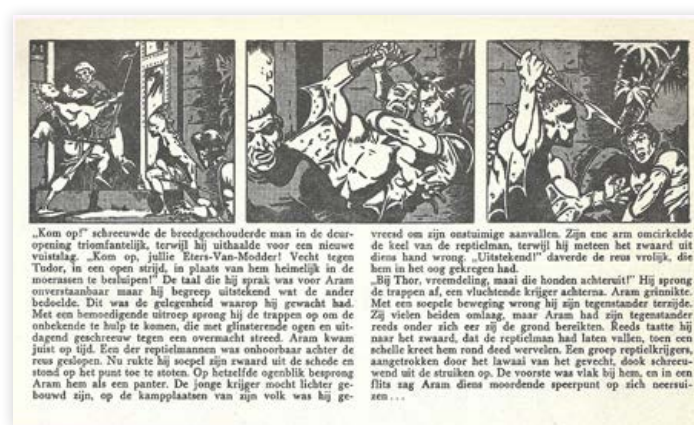 „Kom op!” schreeuwde de breedgeschouderde man in de deur-
opening triomfantelijk, terwijl hij uithaalde voor een nieuwe
vuistslag. „Kom op, jullie Eters-Van-Modder! Vecht tegen
Tudor, in een open strijd, in plaats van hem heimelijk in de
moerassen te besluipen!” De taal die hij sprak was voor Aram
onverstaanbaar maar hij begreep uitstekend wat de ander
bedoelde. Dit was de gelegenheid waarop hij gewacht had.
Met een bemoedigende uitroep sprong hij de trappen op om de
onbekende te hulp te komen, die met glinsterende ogen en uit-
dagend geschreeuw tegen een overmacht streed. Aram kwam
juist op tijd. Een der reptielmannen was onhoorbaar achter de
reus geslopen. Nu rukte hij soepel zijn zwaard uit de schede en
stond op het punt toe te stoten. Op hetzelfde ogenblik besprong
Aram hem als een panter. De jonge krijger mocht lichter ge-
bouwd zijn, op de kampplaatsen van zijn volk was hij ge-
vreesd om zijn onstuimige aanvallen. Zijn ene arm omcirkelde
de keel van de reptielman, terwijl hij meteen het zwaard uit
diens hand wrong. „Uitstekend!” daverde de reus vrolijk, die
hem in het oog gekregen had.
„Bij Thor, vreemdeling, maai die honden achteruit!” Hij sprong
de trappen af, een vluchtende krijger achterna. Aram grinnikte.
Met een soepele beweging wrong hij zijn tegenstander terzijde.
Zij vielen beiden omlaag, maar Aram had zijn tegenstander
reeds onder zich eer zij de grond bereikten. Reeds tastte hij
naar het zwaard, dat de reptielman had laten vallen, toen een
schelle kreet hem rond deed wervelen. Een groep reptielkrijgers,
aangetrokken door het lawaai van het gevecht, dook schreeu-
wend uit de struiken op. De voorste was vlak bij hem, en in een
flits zag Aram diens moordende speerpunt op zich neersui-
zen...